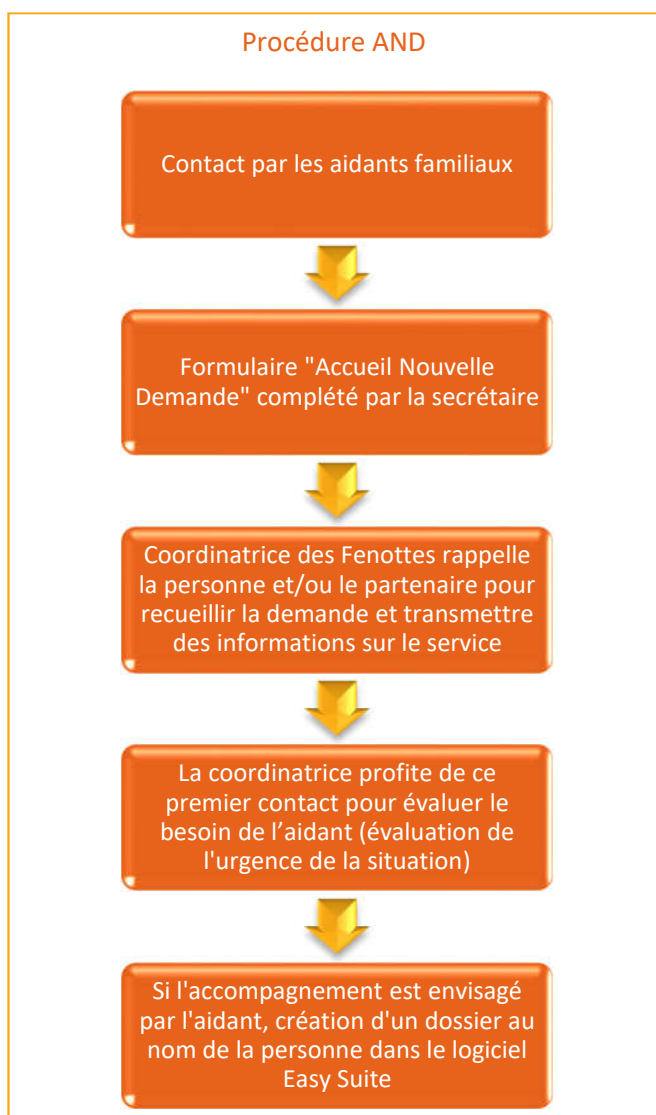 Procédure AND
Contact par les aidants familiaux
Formulaire "Accueil Nouvelle
Demande" complété par la secrétaire
Coordinatrice des Fenottes rappelle
la personne et/ou le partenaire pour
recueillir la demande et transmettre
des informations sur le service
La coordinatrice profite de ce
premier contact pour évaluer le
besoin de l’aidant (évaluation de
l'urgence de la situation)
Si l'accompagnement est envisagé
par l'aidant, création d'un dossier au
nom de la personne dans le logiciel
Easy Suite